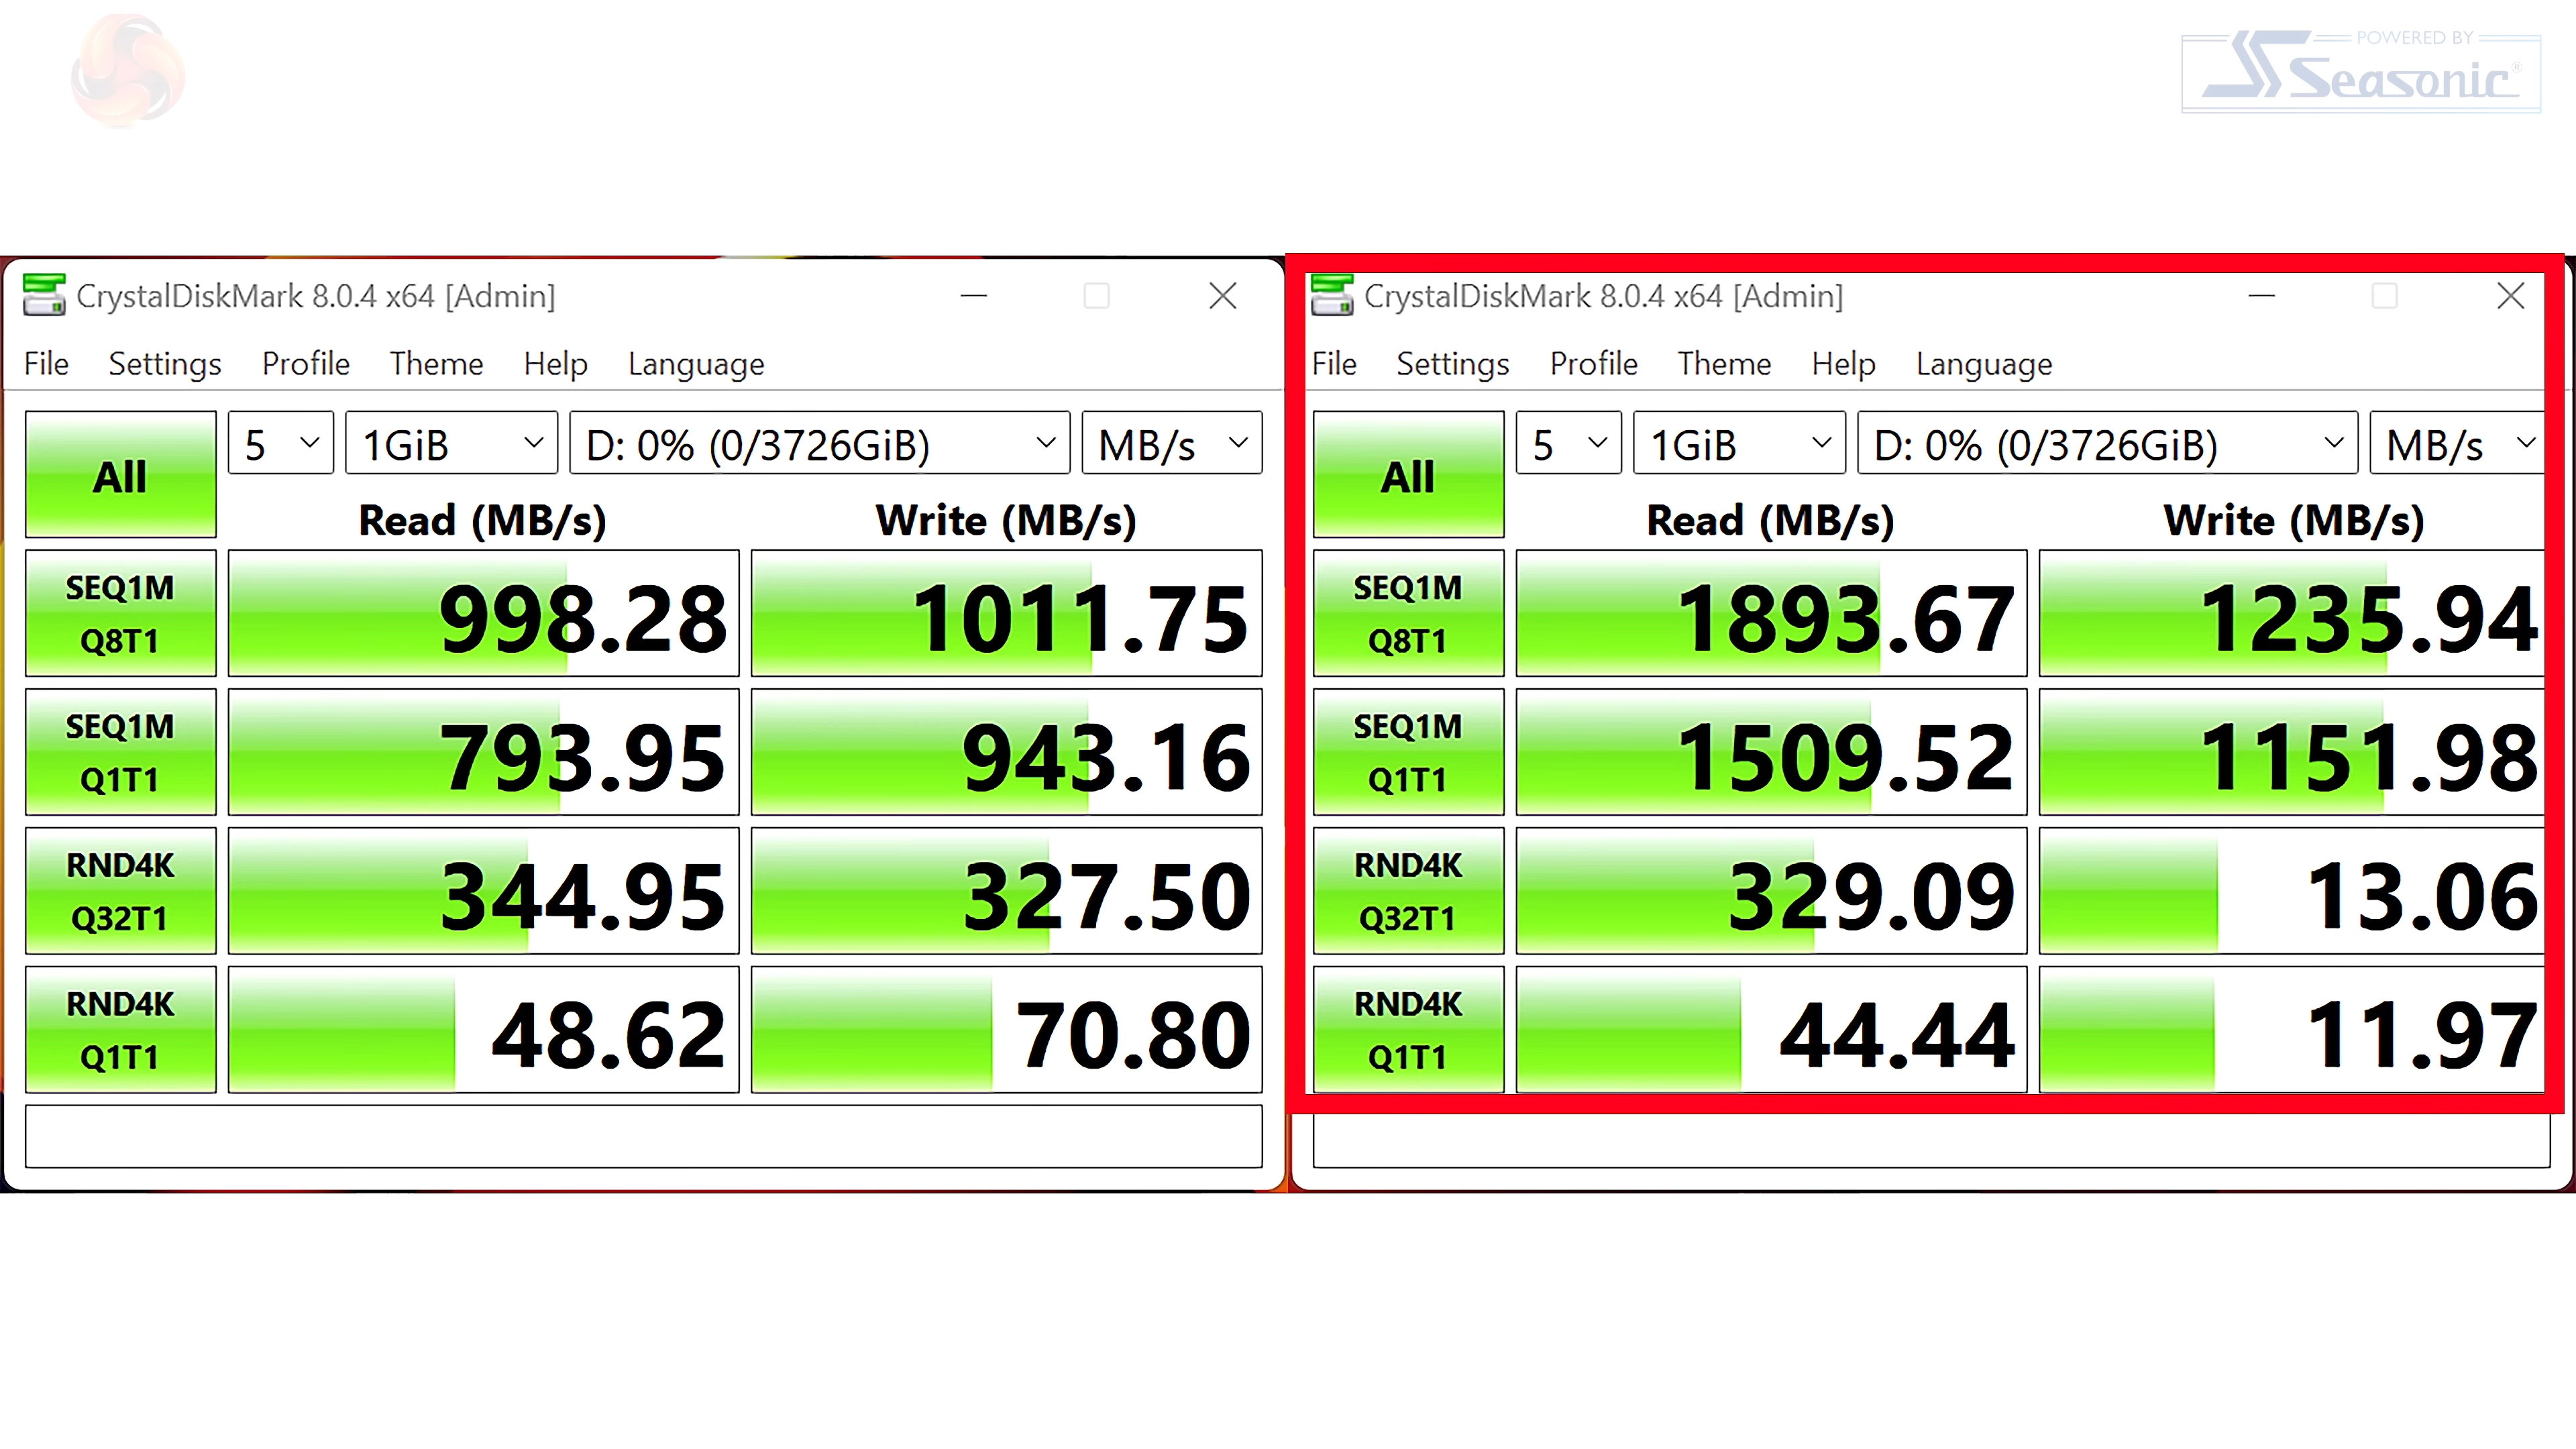 POWERED BY
Seasonic®
CrystalDiskMark 8.0.4 x64 [Admin]
File Settings Profile Theme Help Language
All 5 1GiB D: 0% (0/3726GiB) MB/s
Read (MB/s) Write (MB/s)
SEQ1M
Q8T1
998.28 1011.75
SEQ1M
Q1T1
793.95 943.16
RND4K
Q32T1
344.95 327.50
RND4K
Q1T1
48.62 70.80
CrystalDiskMark 8.0.4 x64 [Admin]
File Settings Profile Theme Help Language
All 5 1GiB D: 0% (0/3726GiB) MB/s
Read (MB/s) Write (MB/s)
SEQ1M
Q8T1
1893.67 1235.94
SEQ1M
Q1T1
1509.52 1151.98
RND4K
Q32T1
329.09 13.06
RND4K
Q1T1
44.44 11.97